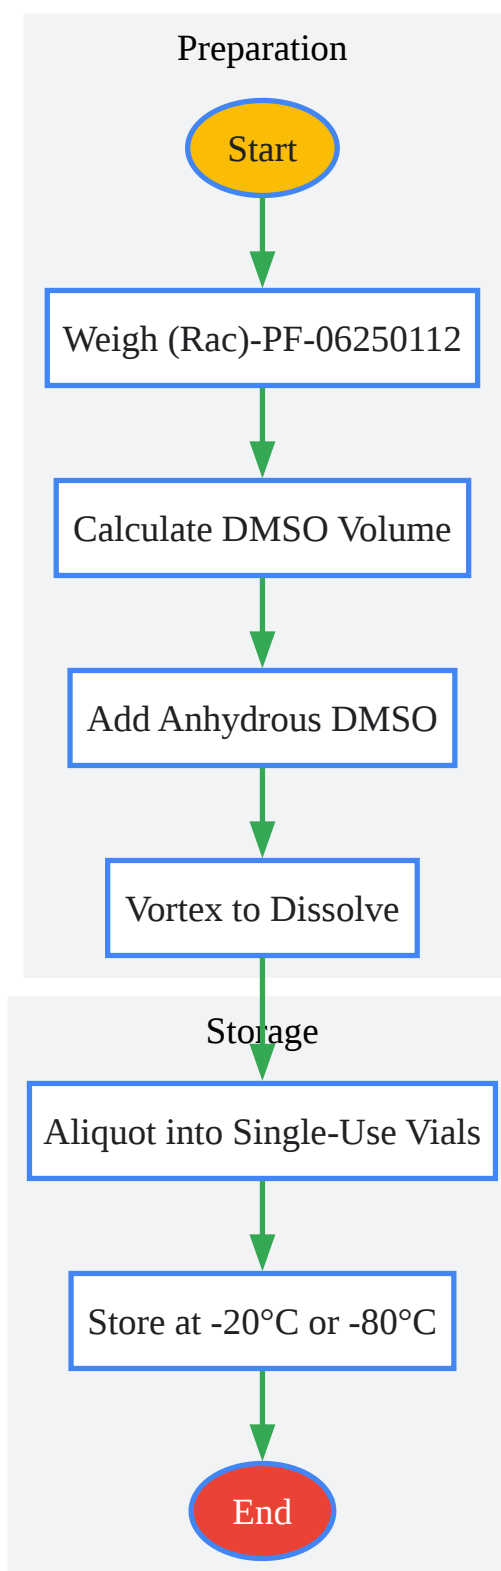 Preparation
Start
Weigh (Rac)-PF-06250112
Calculate DMSO Volume
Add Anhydrous DMSO
Vortex to Dissolve
Storage
Aliquot into Single-Use Vials
Store at -20°C or -80°C
End